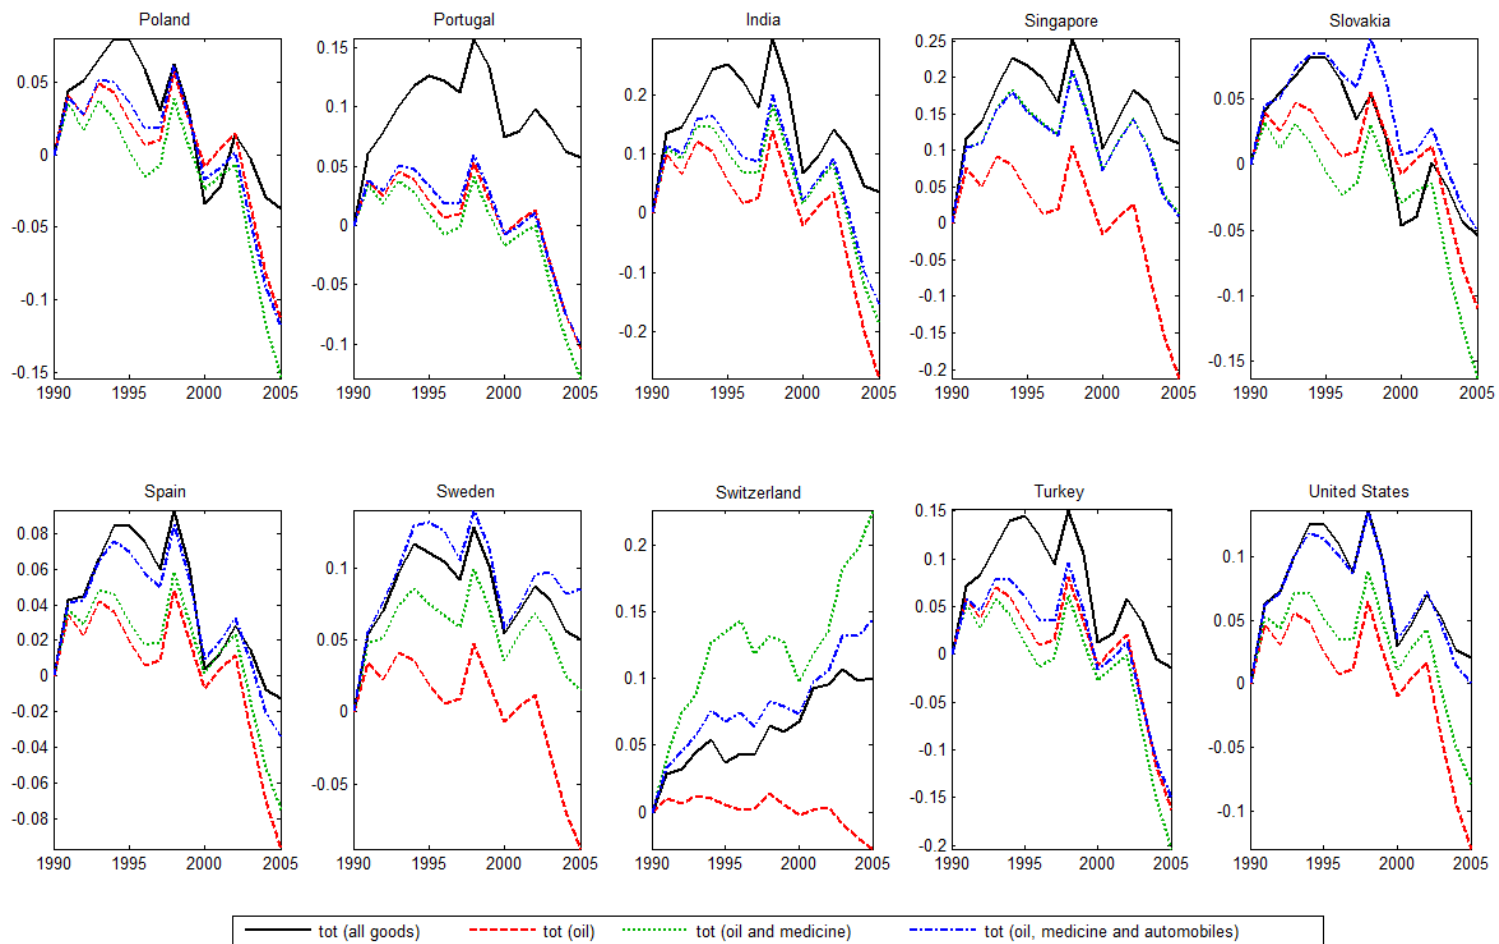 Poland Portugal India Singapore Slovakia
0.05 0 -0.05 -0.1 -0.15
0.15 0.1 0.05 0 -0.05 -0.1
0.2 0.1 0 -0.1 -0.2
0.25 0.2 0.15 0.1 0.05 0 -0.05 -0.1 -0.15 -0.2
0.05 0 -0.05 -0.1 -0.15
1990 1995 2000 2005 1990 1995 2000 2005 1990 1995 2000 2005 1990 1995 2000 2005 1990 1995 2000 2005
Spain Sweden Switzerland Turkey United States
0.08 0.06 0.04 0.02 0 -0.02 -0.04 -0.06 -0.08
0.1 0.05 0 -0.05
0.2 0.15 0.1 0.05 0
0.15 0.1 0.05 0 -0.05 -0.1 -0.15 -0.2
0.1 0.05 0 -0.05 -0.1
1990 1995 2000 2005 1990 1995 2000 2005 1990 1995 2000 2005 1990 1995 2000 2005 1990 1995 2000 2005
tot (all goods) tot (oil) tot (oil and medicine) tot (oil, medicine and automobiles)